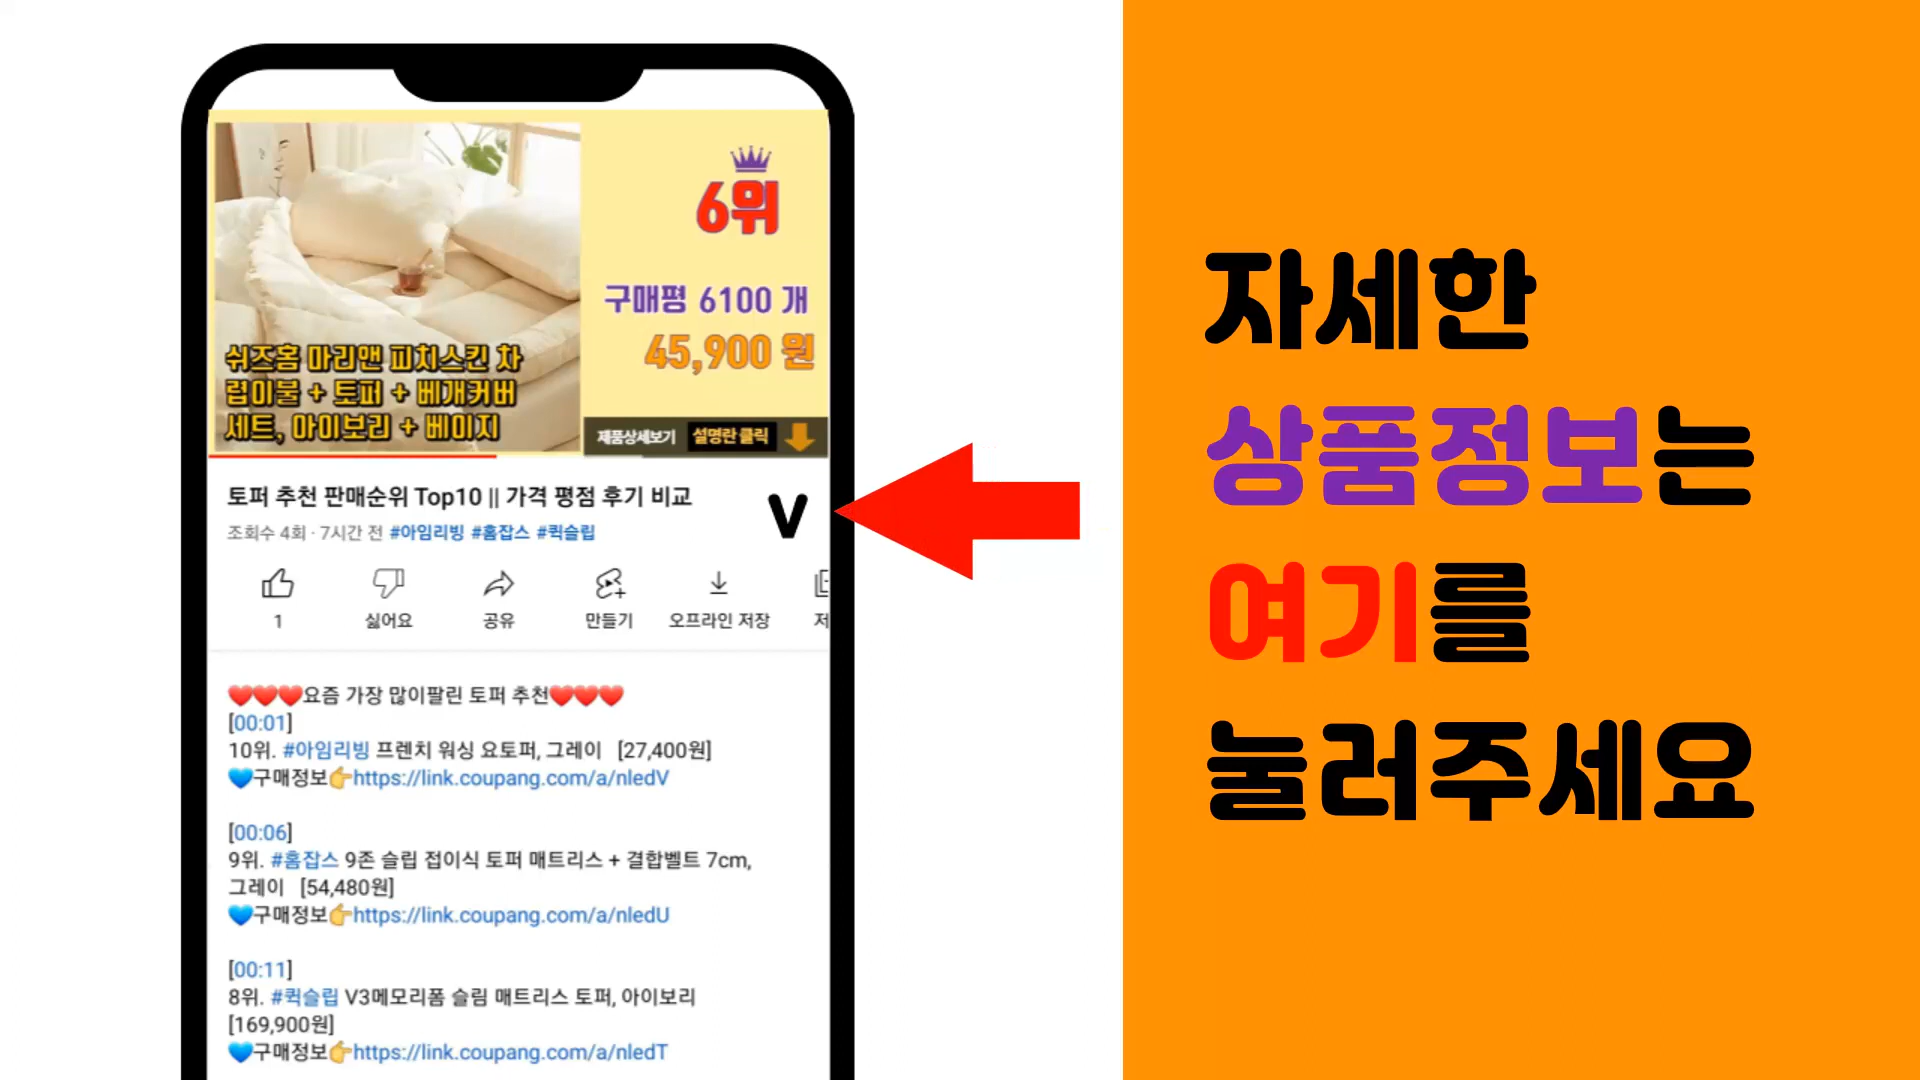 6위
구매평 6100 개
45,900 원
쉬즈홈 마리앤 피치스킨 차
렵이불 + 토퍼 + 베개커버
세트, 아이보리 + 베이지
제품상세보기 설명란 클릭
토퍼 추천 판매순위 Top10 || 가격 평점 후기 비교
V
조회수 4회 · 7시간 전 #아임리빙 #홈잡스 #퀵슬립
1 싫어요 공유 만들기 오프라인 저장 저
❤️❤️❤️요즘 가장 많이팔린 토퍼 추천❤️❤️❤️
[00:01]
10위. #아임리빙 프렌치 워싱 요토퍼, 그레이 [27,400원]
💙구매정보👉https://link.coupang.com/a/nledV
[00:06]
9위. #홈잡스 9존 슬립 접이식 토퍼 매트리스 + 결합벨트 7cm,
그레이 [54,480원]
💙구매정보👉https://link.coupang.com/a/nledU
[00:11]
8위. #퀵슬립 V3메모리폼 슬림 매트리스 토퍼, 아이보리
[169,900원]
💙구매정보👉https://link.coupang.com/a/nledT
자세한
상품정보는
여기를
눌러주세요